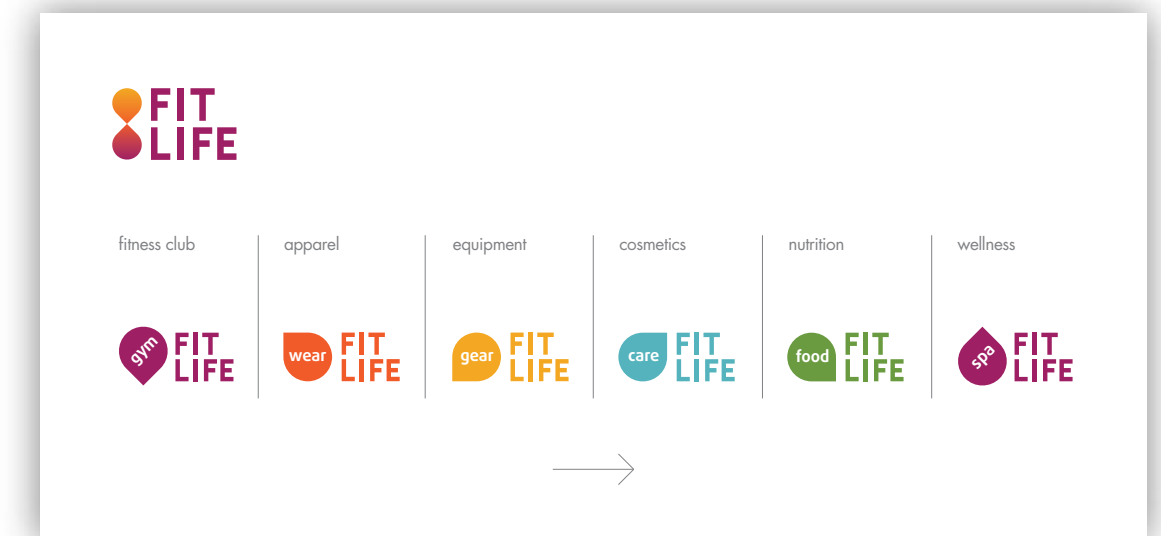 FIT
LIFE
fitness club
apparel
equipment
cosmetics
nutrition
wellness
gym
FIT
LIFE
wear
FIT
LIFE
gear
FIT
LIFE
care
FIT
LIFE
food
FIT
LIFE
spa
FIT
LIFE